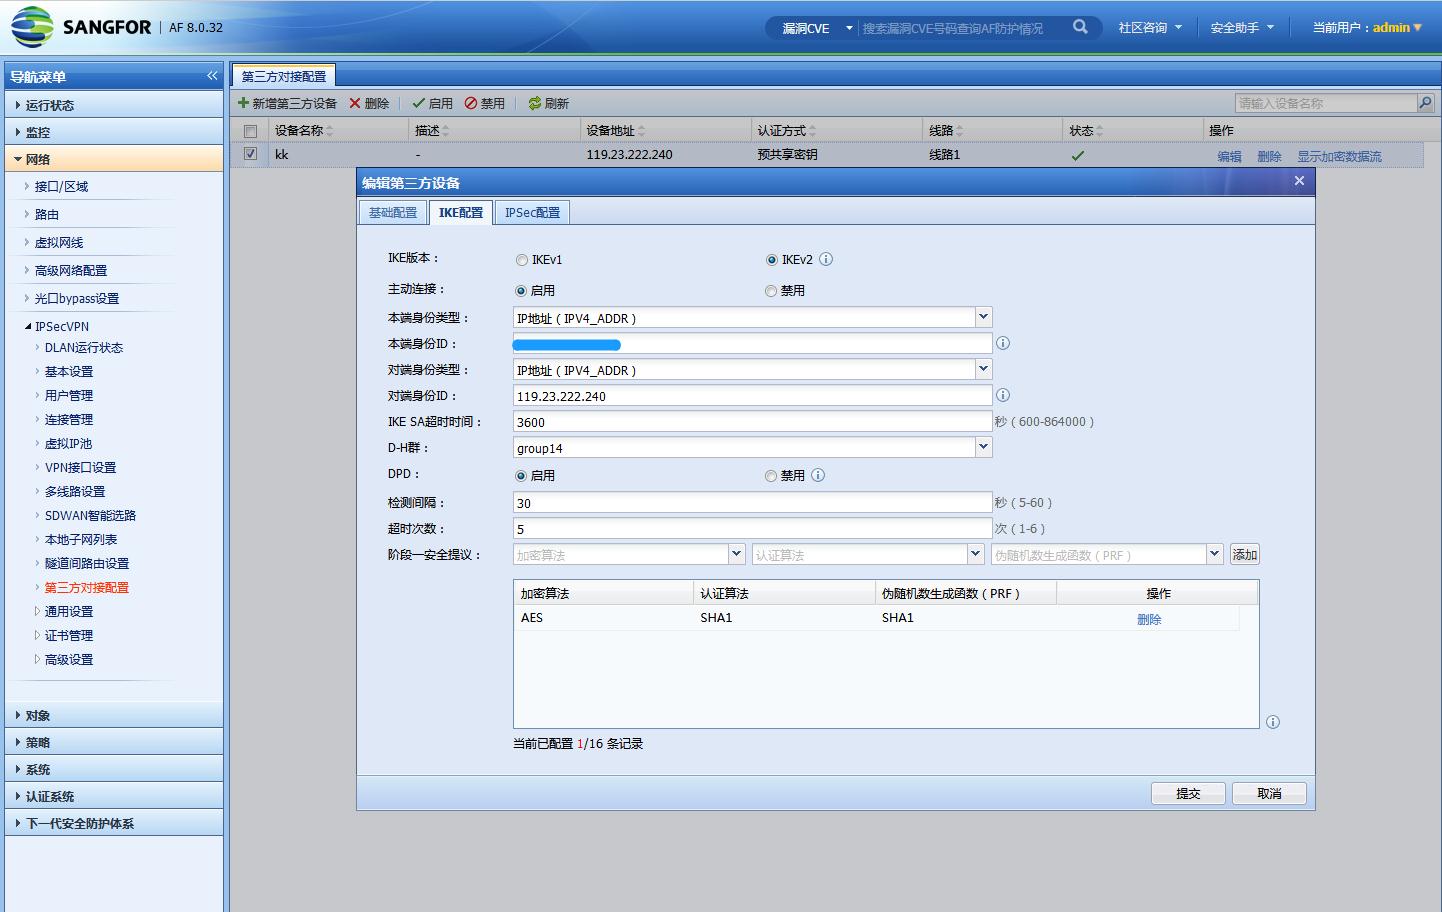 SANGFOR | AF 8.0.32
漏洞CVE 搜索漏洞CVE号码查询AF防护情况 社区咨询 安全助手 当前用户：admin
导航菜单
运行状态
监控
网络
接口/区域
路由
虚拟网线
高级网络配置
光口bypass设置
IPSecVPN
DLAN运行状态
基本设置
用户管理
连接管理
虚拟IP池
VPN接口设置
多线路设置
SDWAN智能选路
本地子网列表
隧道间路由设置
第三方对接配置
通用设置
证书管理
高级设置
对象
策略
系统
认证系统
下一代安全防护体系
第三方对接配置
新增第三方设备 删除 启用 禁用 刷新 请输入设备名称
设备名称 描述 设备地址 认证方式 线路 状态 操作
kk - 119.23.222.240 预共享密钥 线路1 编辑 删除 显示加密数据流
编辑第三方设备
基础配置 IKE配置 IPSec配置
IKE版本： IKEv1 IKEv2
主动连接： 启用 禁用
本端身份类型： IP地址（IPV4_ADDR）
本端身份ID：
对端身份类型： IP地址（IPV4_ADDR）
对端身份ID： 119.23.222.240
IKE SA超时时间： 3600 秒（600-864000）
D-H群： group14
DPD： 启用 禁用
检测间隔： 30 秒（5-60）
超时次数： 5 次（1-6）
阶段一安全提议： 加密算法 认证算法 伪随机数生成函数（PRF） 添加
加密算法 认证算法 伪随机数生成函数（PRF） 操作
AES SHA1 SHA1 删除
当前已配置 1/16 条记录
提交 取消